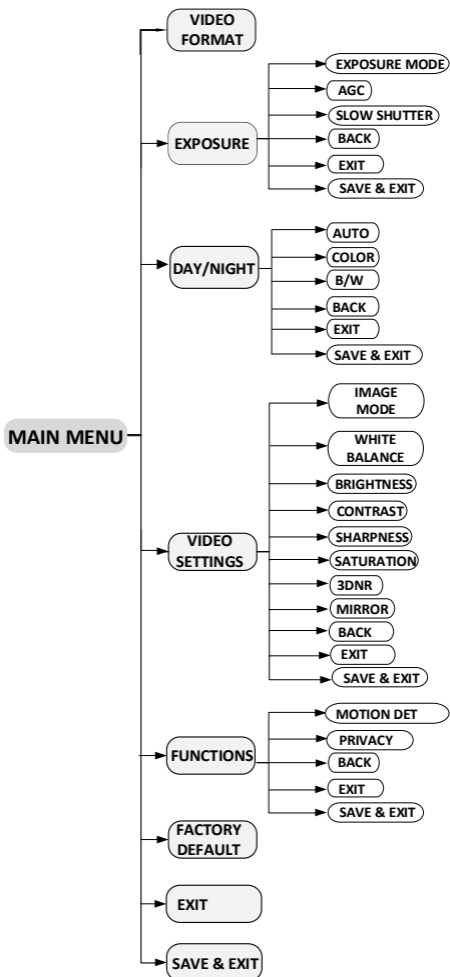 MAIN MENU
VIDEO
FORMAT
EXPOSURE
EXPOSURE MODE
AGC
SLOW SHUTTER
BACK
EXIT
SAVE & EXIT
DAY/NIGHT
AUTO
COLOR
B/W
BACK
EXIT
SAVE & EXIT
VIDEO
SETTINGS
IMAGE
MODE
WHITE
BALANCE
BRIGHTNESS
CONTRAST
SHARPNESS
SATURATION
3DNR
MIRROR
BACK
EXIT
SAVE & EXIT
FUNCTIONS
MOTION DET
PRIVACY
BACK
EXIT
SAVE & EXIT
FACTORY
DEFAULT
EXIT
SAVE & EXIT